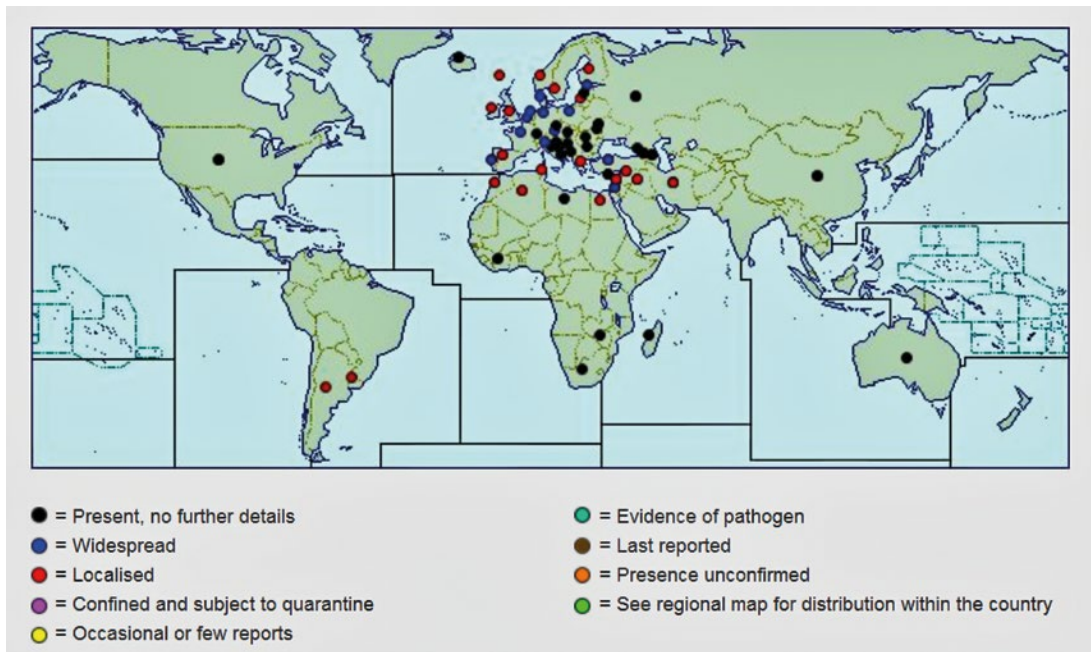 = Present, no further details
= Widespread
= Localised
= Confined and subject to quarantine
= Occasional or few reports
= Evidence of pathogen
= Last reported
= Presence unconfirmed
= See regional map for distribution within the country